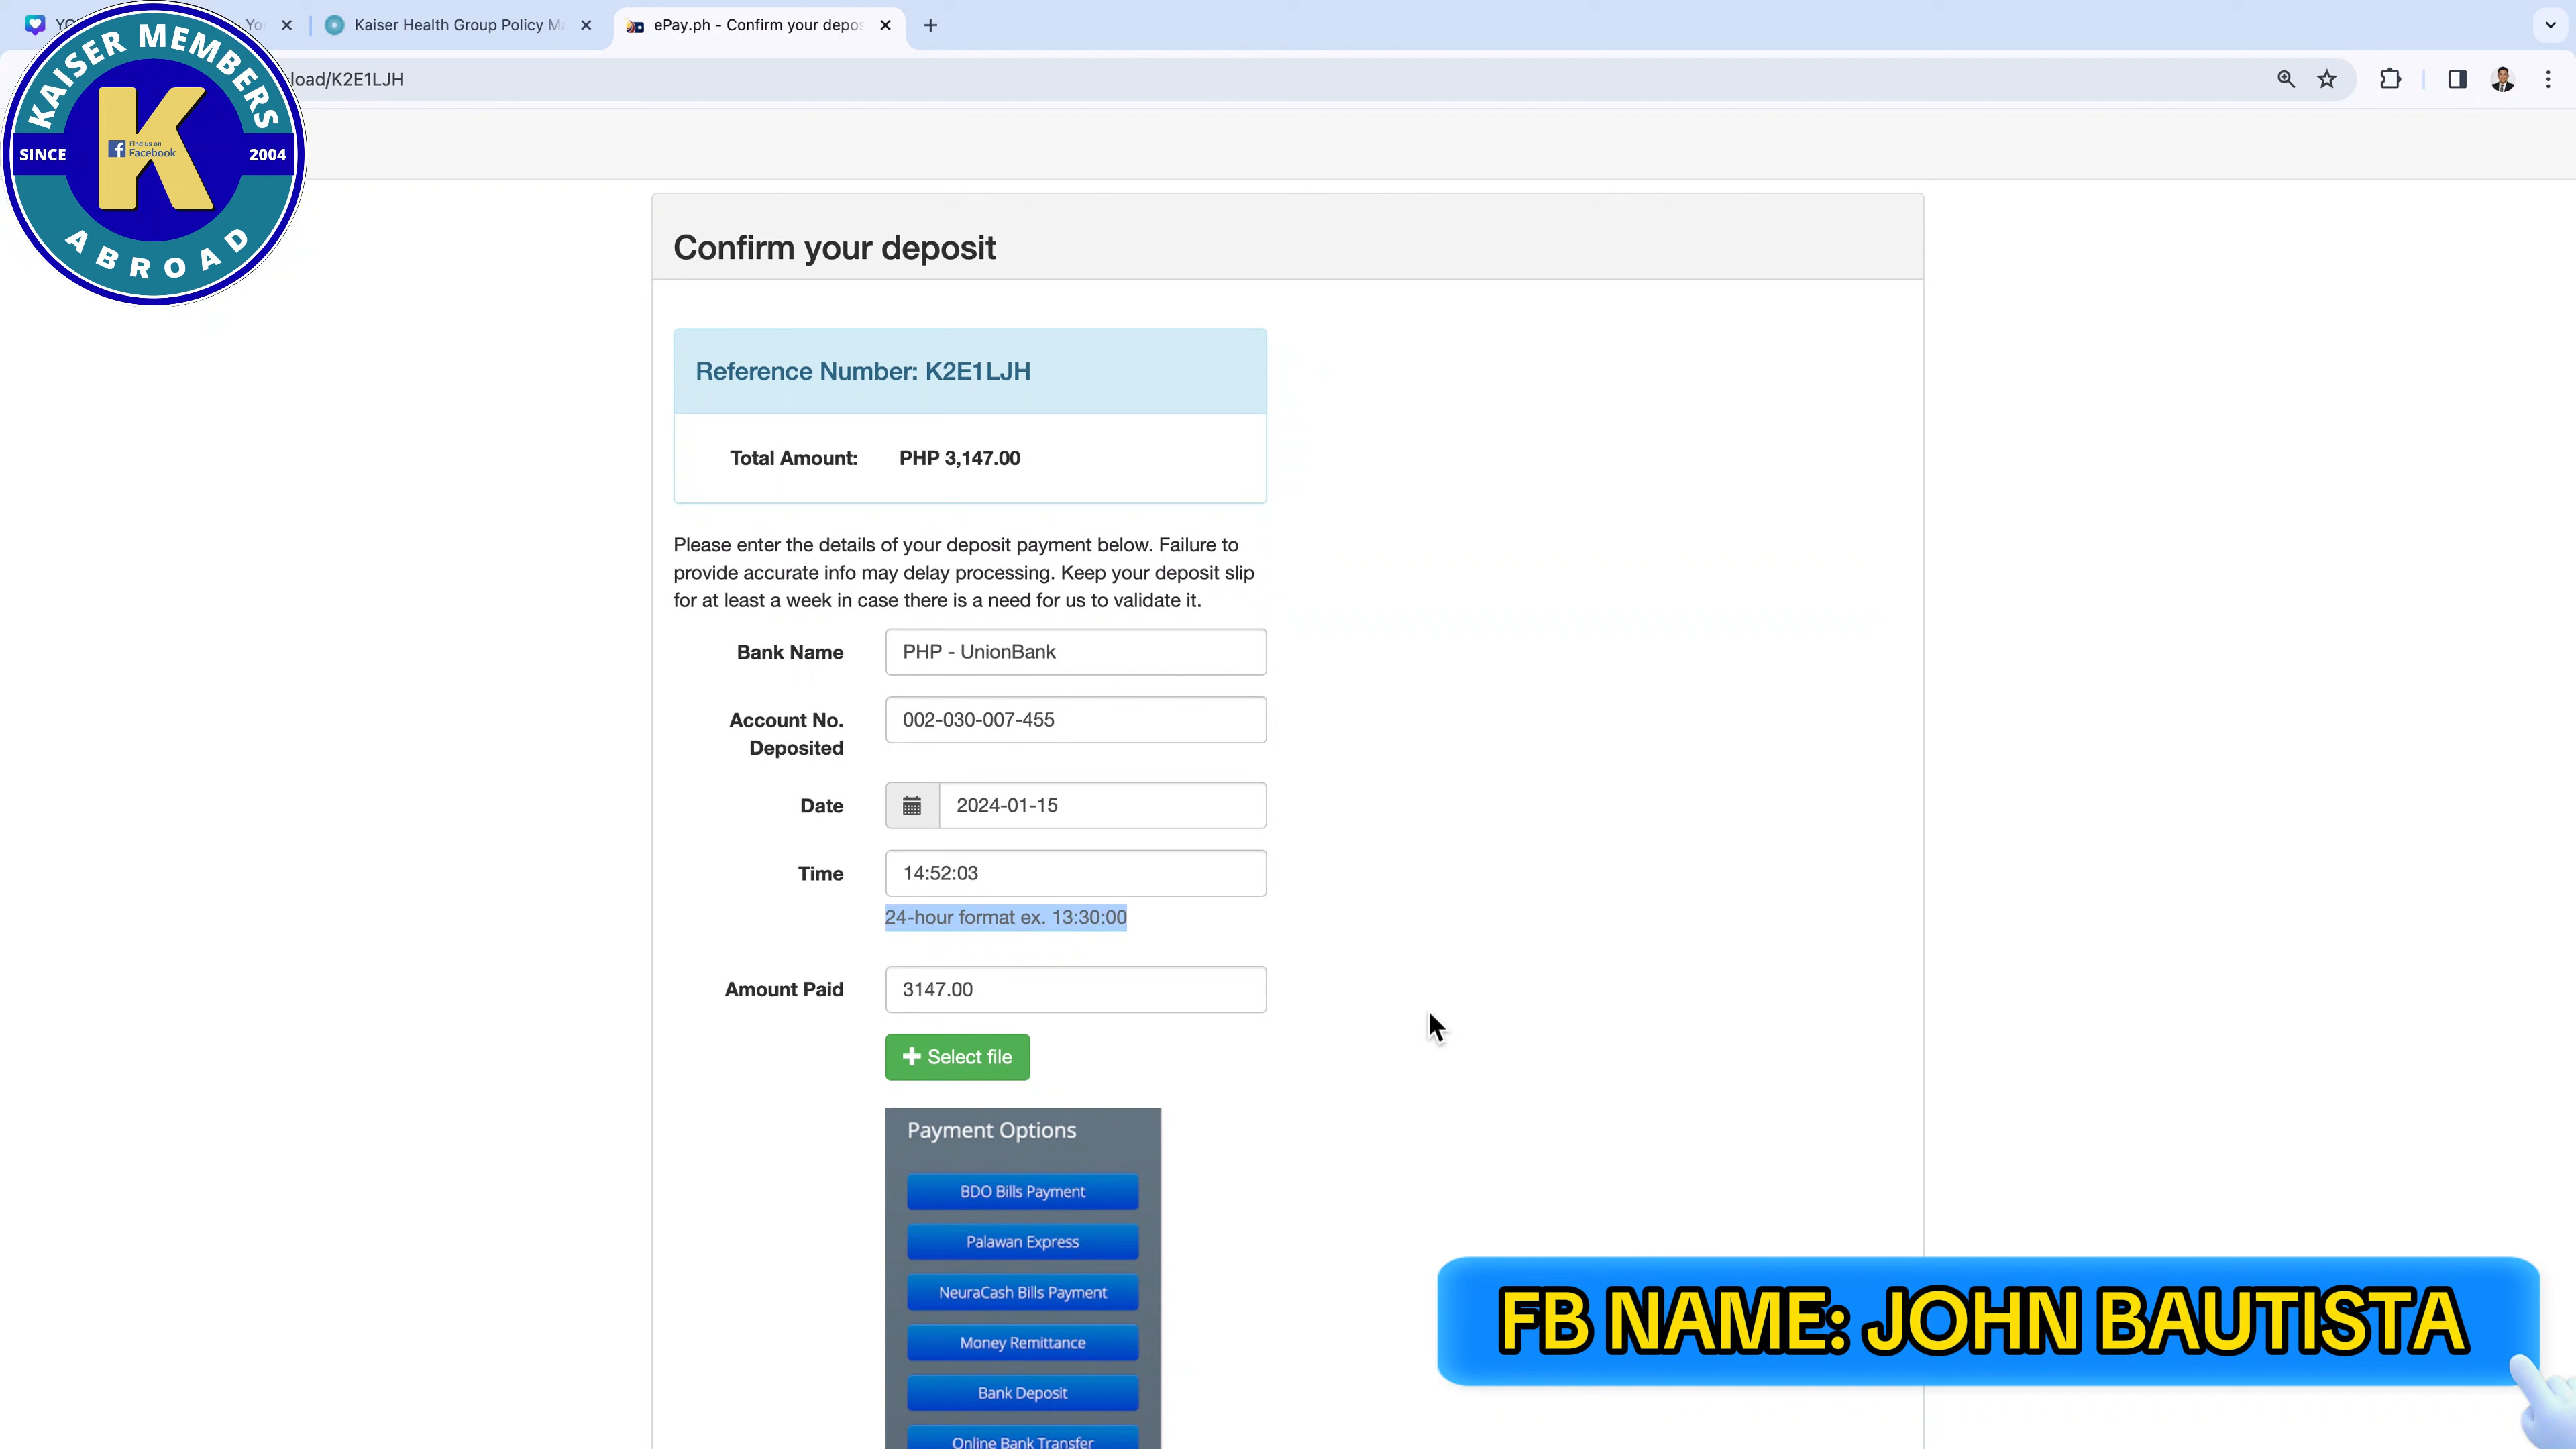 Kaiser Health Group Policy Ma
ePay.ph - Confirm your depos
load/K2E1LJH
KAISER MEMBERS
SINCE
K
Find us on
Facebook
2004
ABROAD
Confirm your deposit
Reference Number: K2E1LJH
Total Amount: PHP 3,147.00
Please enter the details of your deposit payment below. Failure to
provide accurate info may delay processing. Keep your deposit slip
for at least a week in case there is a need for us to validate it.
Bank Name PHP - UnionBank
Account No. 002-030-007-455
Deposited
Date 2024-01-15
Time 14:52:03
24-hour format ex. 13:30:00
Amount Paid 3147.00
Select file
Payment Options
BDO Bills Payment
Palawan Express
NeuraCash Bills Payment
Money Remittance
Bank Deposit
Online Bank Transfer
FB NAME: JOHN BAUTISTA